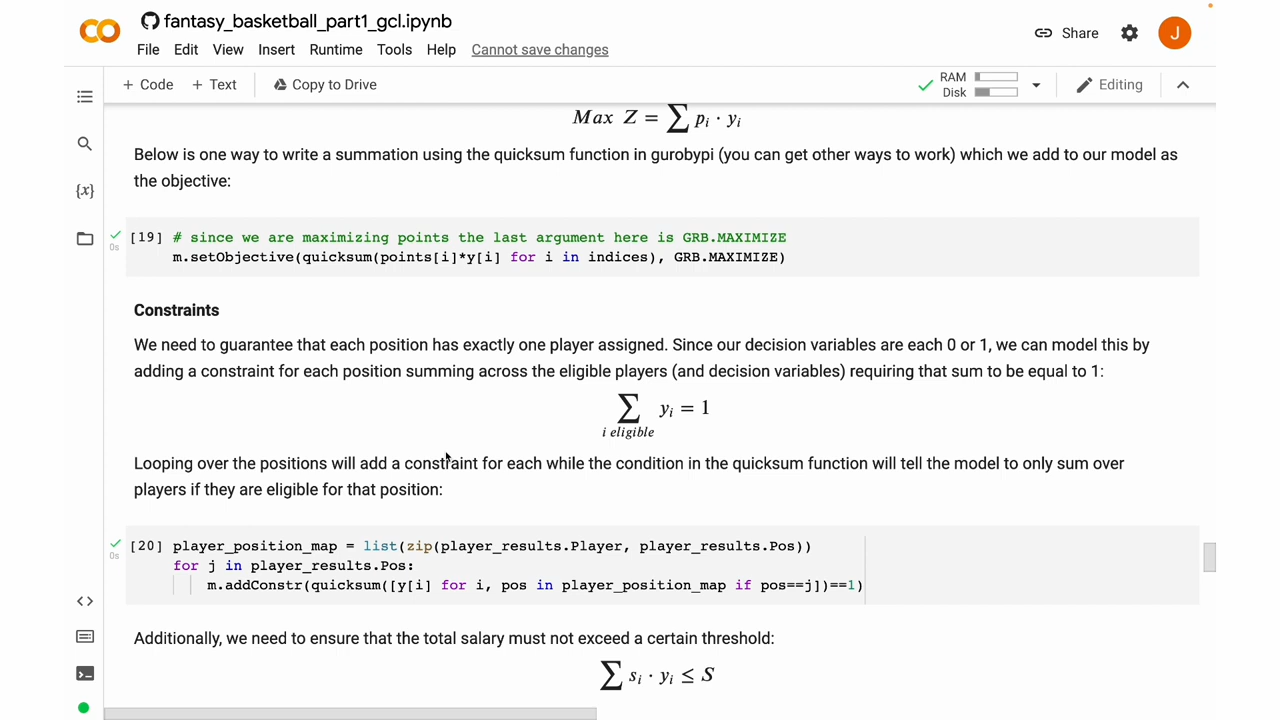 fantasy_basketball_part1_gcl.ipynb
File Edit View Insert Runtime Tools Help Cannot save changes
Share
J
+ Code + Text Copy to Drive
RAM
Disk
Editing
Max Z = ∑ pᵢ · yᵢ
Below is one way to write a summation using the quicksum function in gurobypi (you can get other ways to work) which we add to our model as
the objective:
{x}
0s
[19] # since we are maximizing points the last argument here is GRB.MAXIMIZE
m.setObjective(quicksum(points[i]*y[i] for i in indices), GRB.MAXIMIZE)
Constraints
We need to guarantee that each position has exactly one player assigned. Since our decision variables are each 0 or 1, we can model this by
adding a constraint for each position summing across the eligible players (and decision variables) requiring that sum to be equal to 1:
∑ yᵢ = 1
i eligible
Looping over the positions will add a constraint for each while the condition in the quicksum function will tell the model to only sum over
players if they are eligible for that position:
0s
[20] player_position_map = list(zip(player_results.Player, player_results.Pos))
for j in player_results.Pos:
m.addConstr(quicksum([y[i] for i, pos in player_position_map if pos==j])==1)
Additionally, we need to ensure that the total salary must not exceed a certain threshold:
∑ sᵢ · yᵢ ≤ S